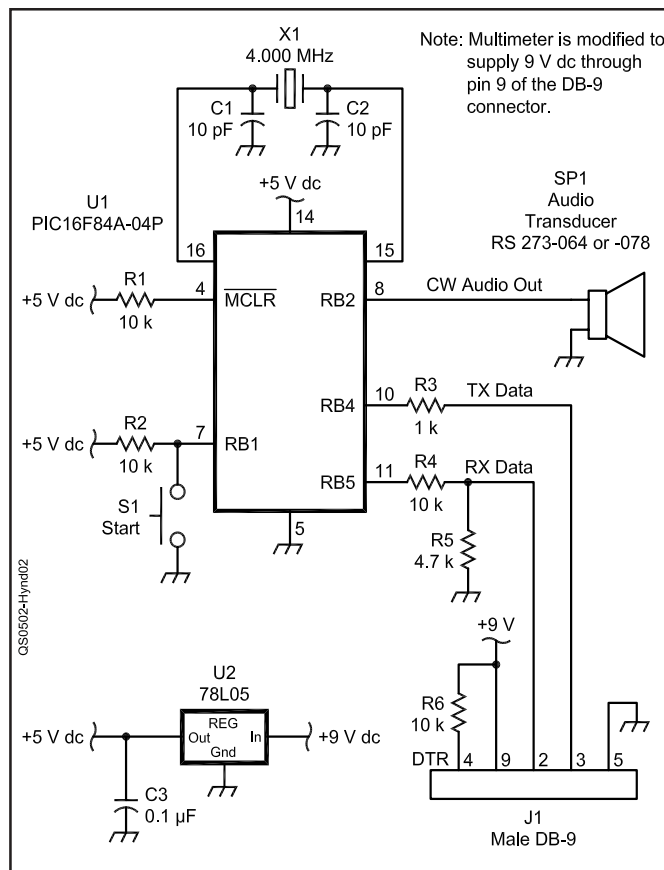 X1
4.000 MHz
Note: Multimeter is modified to
supply 9 V dc through
pin 9 of the DB-9
connector.
C1
10 pF
C2
10 pF
+5 V dc
14
U1
PIC16F84A-04P
SP1
Audio
Transducer
RS 273-064 or -078
16
15
+5 V dc
R1
10 k
4
MCLR
RB2
8
CW Audio Out
RB4
10
R3
1 k
TX Data
+5 V dc
R2
10 k
7
RB1
RB5
11
R4
10 k
RX Data
S1
Start
5
R5
4.7 k
QS0502-Hynd02
+9 V
U2
78L05
+5 V dc
REG
Out
In
Gnd
+9 V dc
R6
10 k
C3
0.1 µF
DTR
4
9
2
3
5
J1
Male DB-9